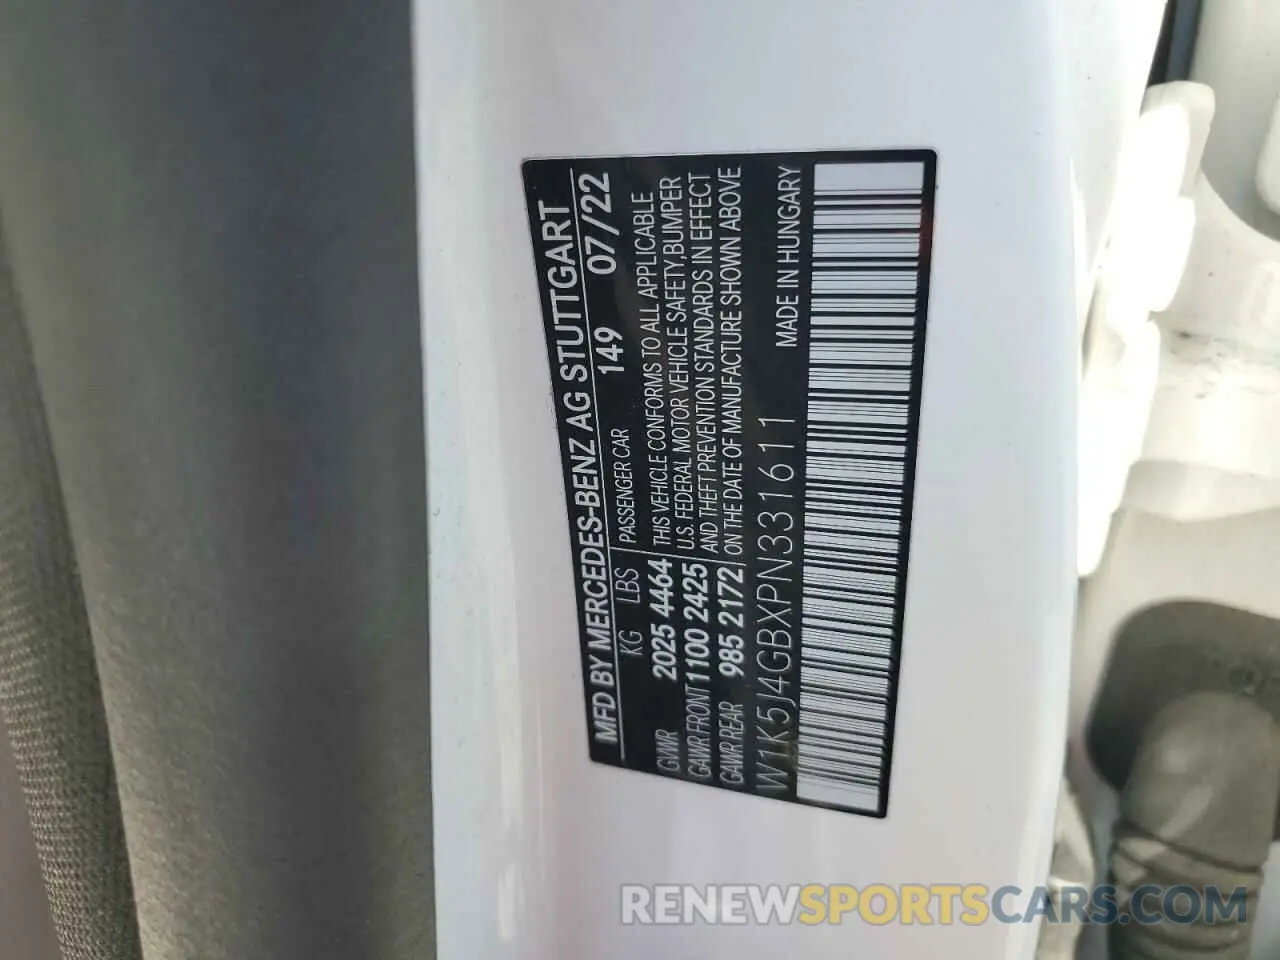 MFD BY MERCEDES-BENZ AG STUTTGART
KG LBS PASSENGER CAR 149 07/22
GVWR 2025 4464 THIS VEHICLE CONFORMS TO ALL APPLICABLE
GAWR FRONT 1100 2425 U.S. FEDERAL MOTOR VEHICLE SAFETY,BUMPER
GAWR REAR 985 2172 AND THEFT PREVENTION STANDARDS IN EFFECT
ON THE DATE OF MANUFACTURE SHOWN ABOVE
W1K5J4GBXPN331611 MADE IN HUNGARY
RENEWSPORTSCARS.COM